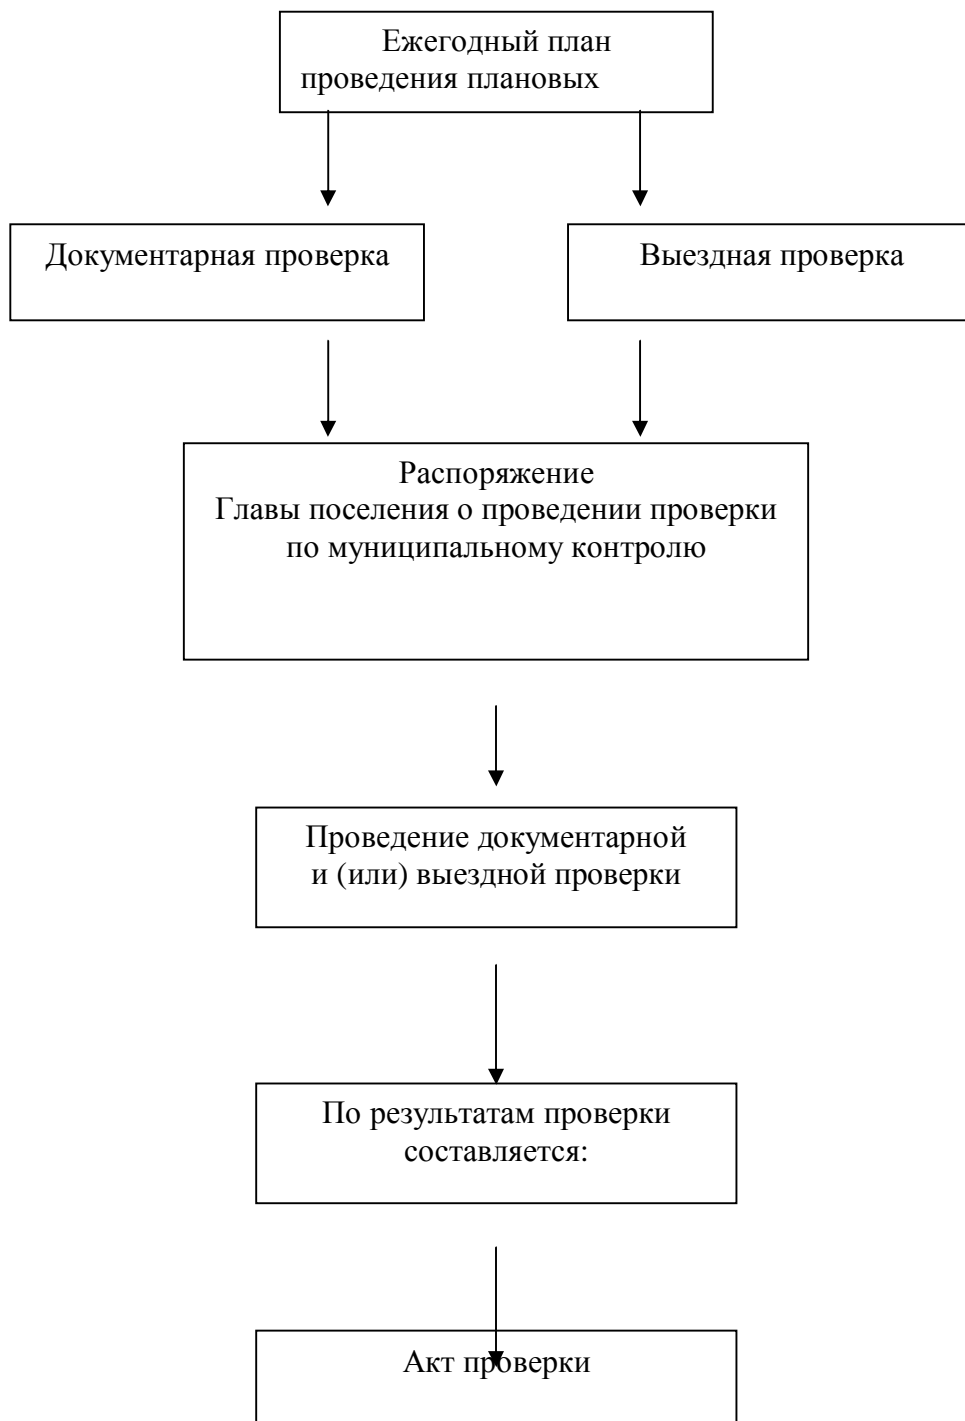 Ежегодный план
проведения плановых
Документарная проверка
Выездная проверка
Распоряжение
Главы поселения о проведении проверки
по муниципальному контролю
Проведение документарной
и (или) выездной проверки
По результатам проверки
составляется:
Акт проверки